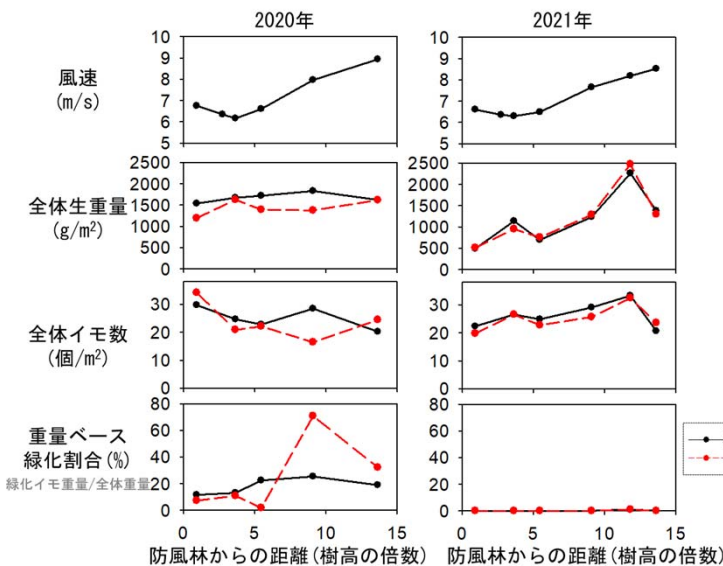 2020年 2021年
風速
(m/s)
10 10
9 9
8 8
7 7
6 6
5 5
全体生重量
(g/m²)
2500 2500
2000 2000
1500 1500
1000 1000
500 500
0 0
全体イモ数
(個/m²)
30 30
20 20
10 10
0 0
重量ベース
緑化割合(%)
緑化イモ重量/全体重量
80 80
60 60
40 40
20 20
0 0
0 5 10 15 0 5 10 15
防風林からの距離(樹高の倍数) 防風林からの距離(樹高の倍数)